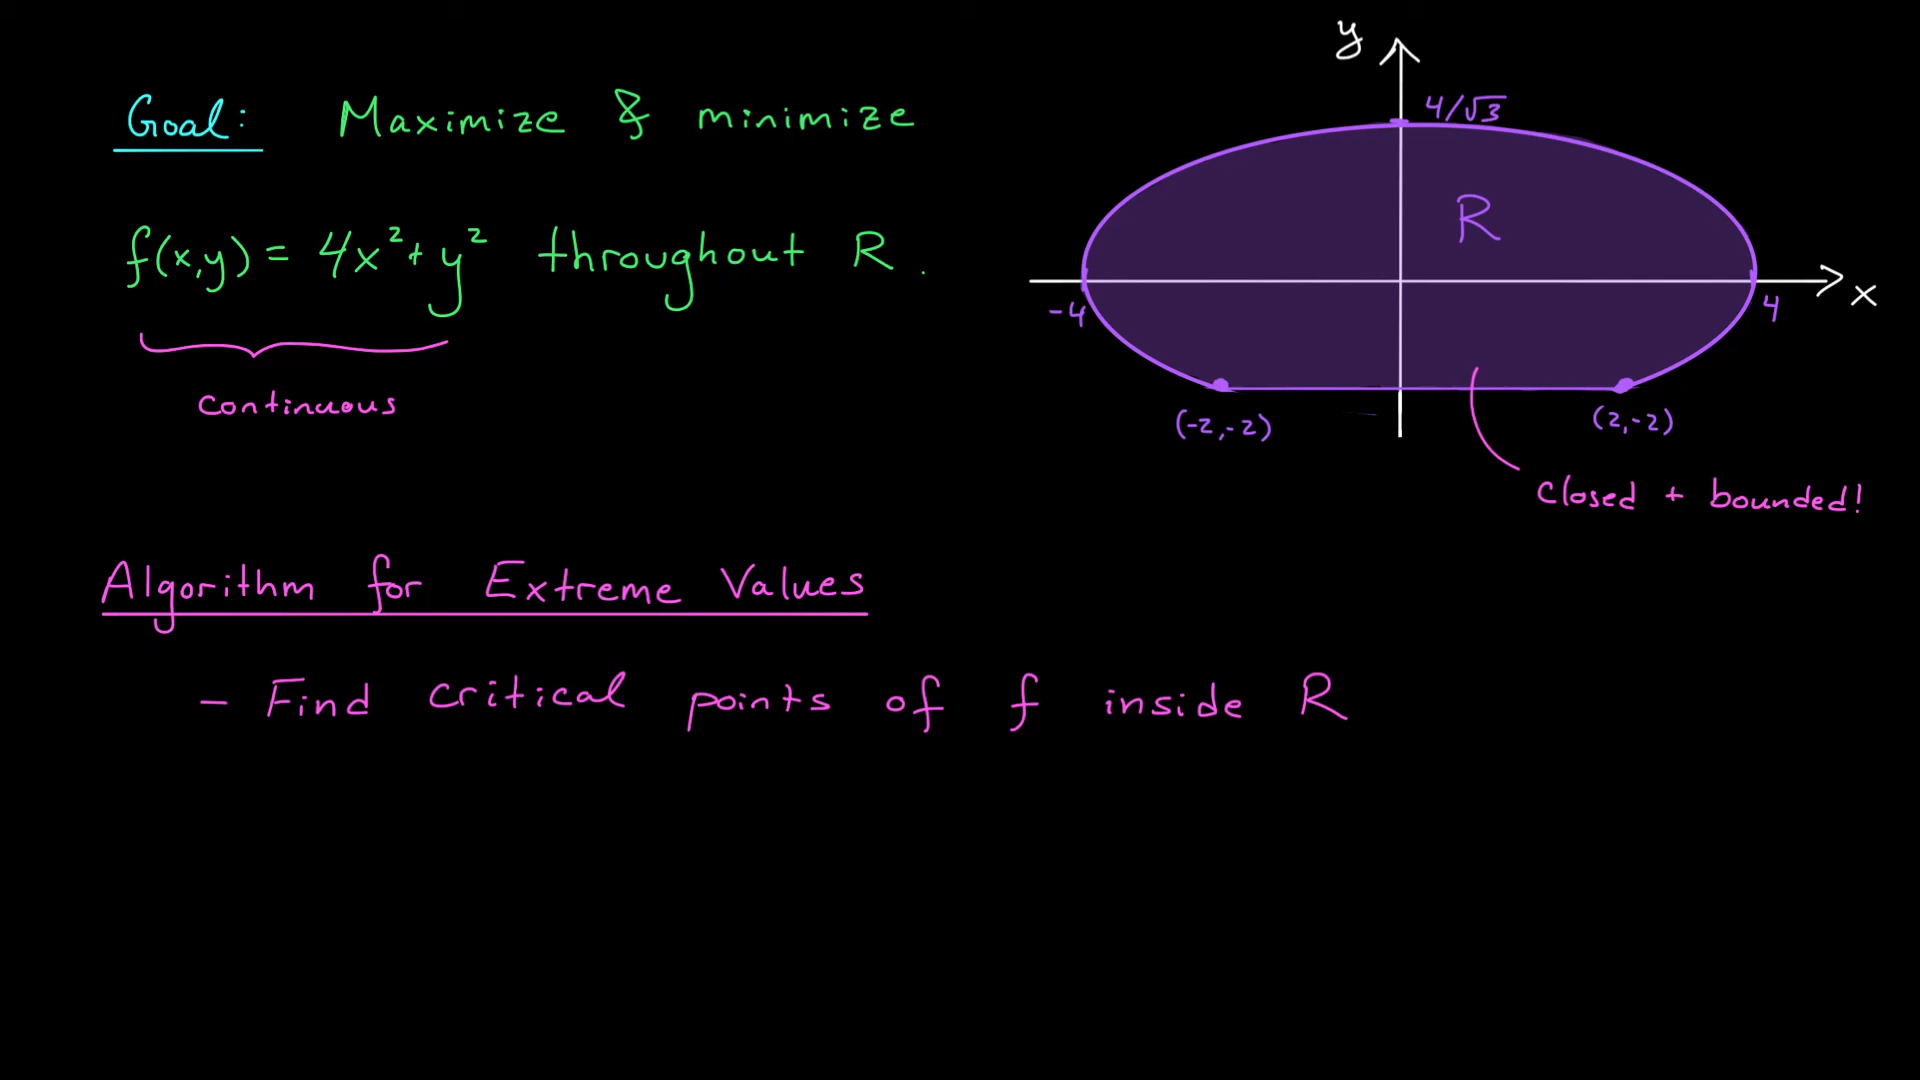 Goal: Maximize & minimize
f(x,y) = 4x²+y² throughout R.
continuous
y
4/√3
R
-4
4
x
(-2,-2)
(2,-2)
closed + bounded!
Algorithm for Extreme Values
- Find critical points of f inside R